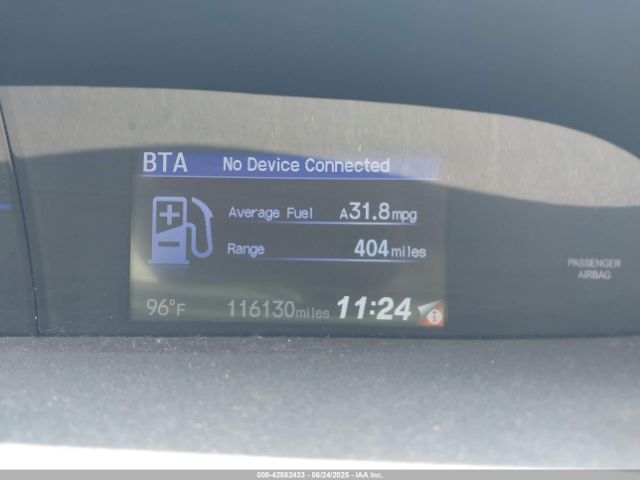 BTA No Device Connected
Average Fuel A31.8mpg
Range 404miles
PASSENGER
AIRBAG
96°F 116130miles 11:24 i
000-42582433 - 06/24/2025 - IAA Inc.